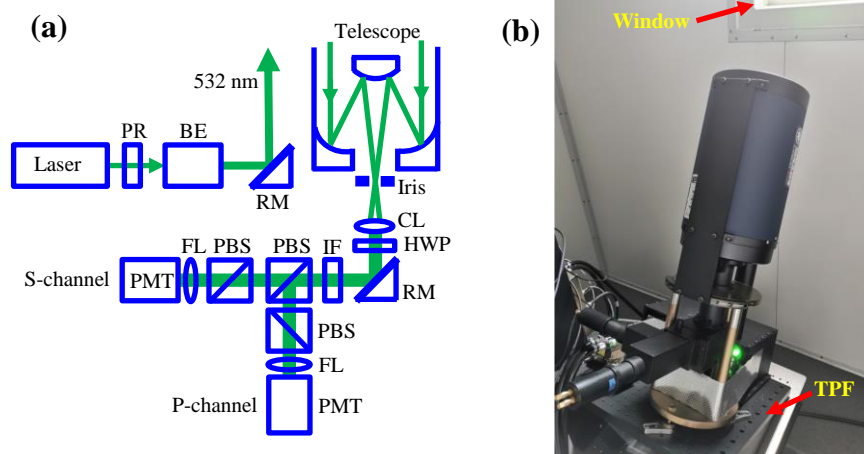 (a)
Telescope
532 nm
PR
BE
Laser
RM
Iris
CL
HWP
FL
PBS
PBS
IF
S-channel
PMT
RM
PBS
FL
P-channel
PMT
(b)
Window
TPF